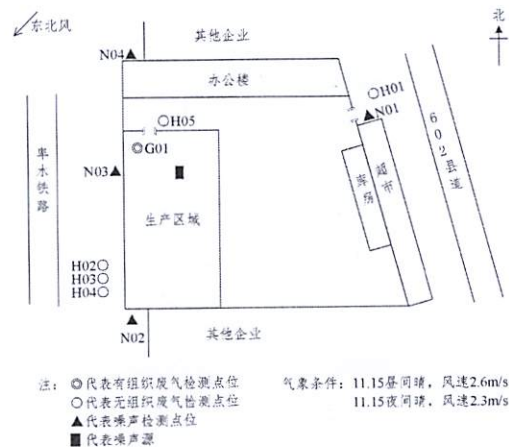 东北风
其他企业
北
N04
办公楼
H01
N01
H05
G01
602县道
N03
库房
超市
生产区域
铁路
H02
H03
H04
N02
其他企业
注：
◎代表有组织废气检测点位
○代表无组织废气检测点位
▲代表噪声检测点位
■代表噪声源
气象条件：11.15昼间晴，风速2.6m/s
11.15夜间晴，风速2.3m/s